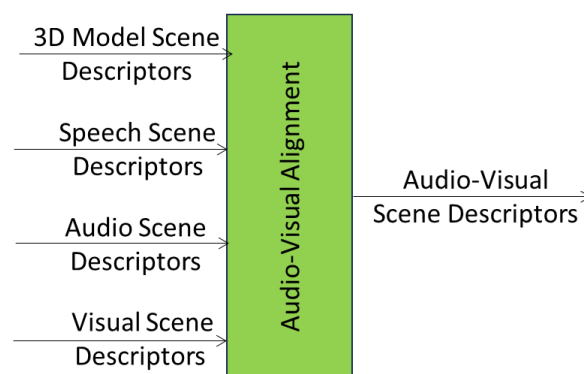 3D Model Scene
Descriptors
Speech Scene
Descriptors
Audio Scene
Descriptors
Visual Scene
Descriptors
Audio-Visual Alignment
Audio-Visual
Scene Descriptors